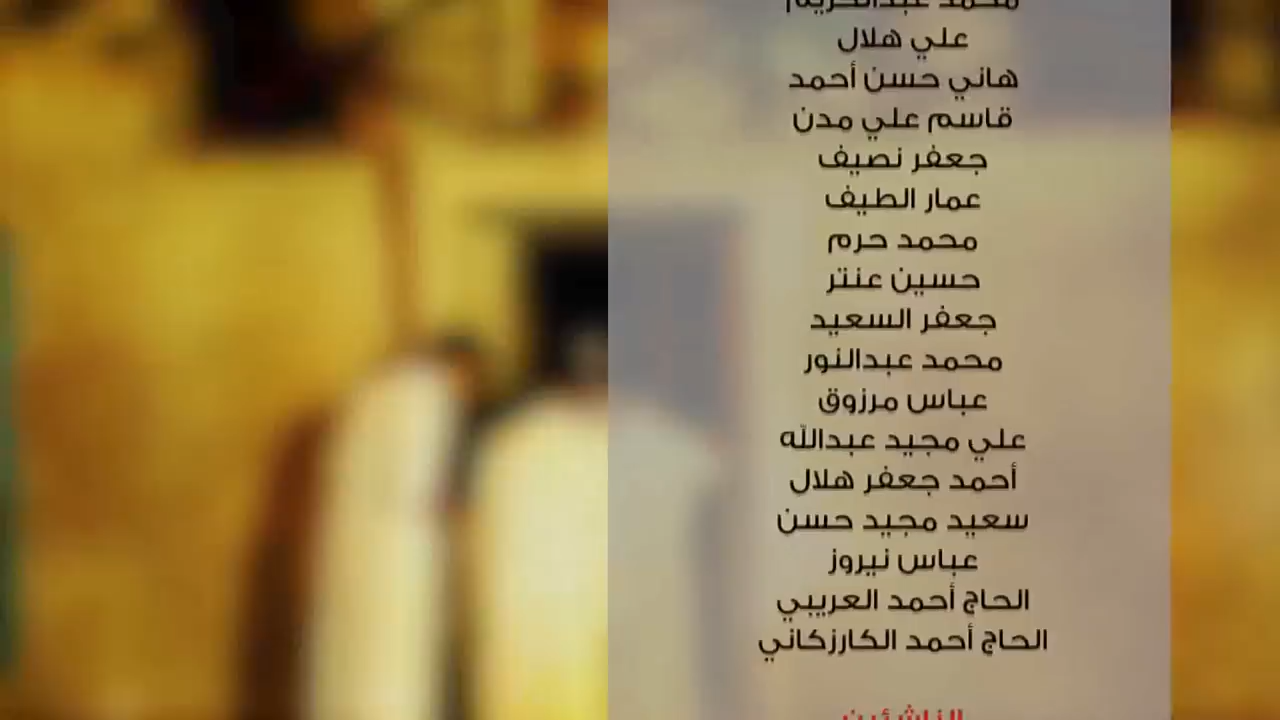 محمد عبدالكريم
علي هلال
هاني حسن أحمد
قاسم علي مدن
جعفر نصيف
عمار الطيف
محمد حرم
حسين عنتر
جعفر السعيد
محمد عبدالنور
عباس مرزوق
علي مجيد عبدالله
أحمد جعفر هلال
سعيد مجيد حسن
عباس نيروز
الحاج أحمد العريبي
الحاج أحمد الكارزكاني